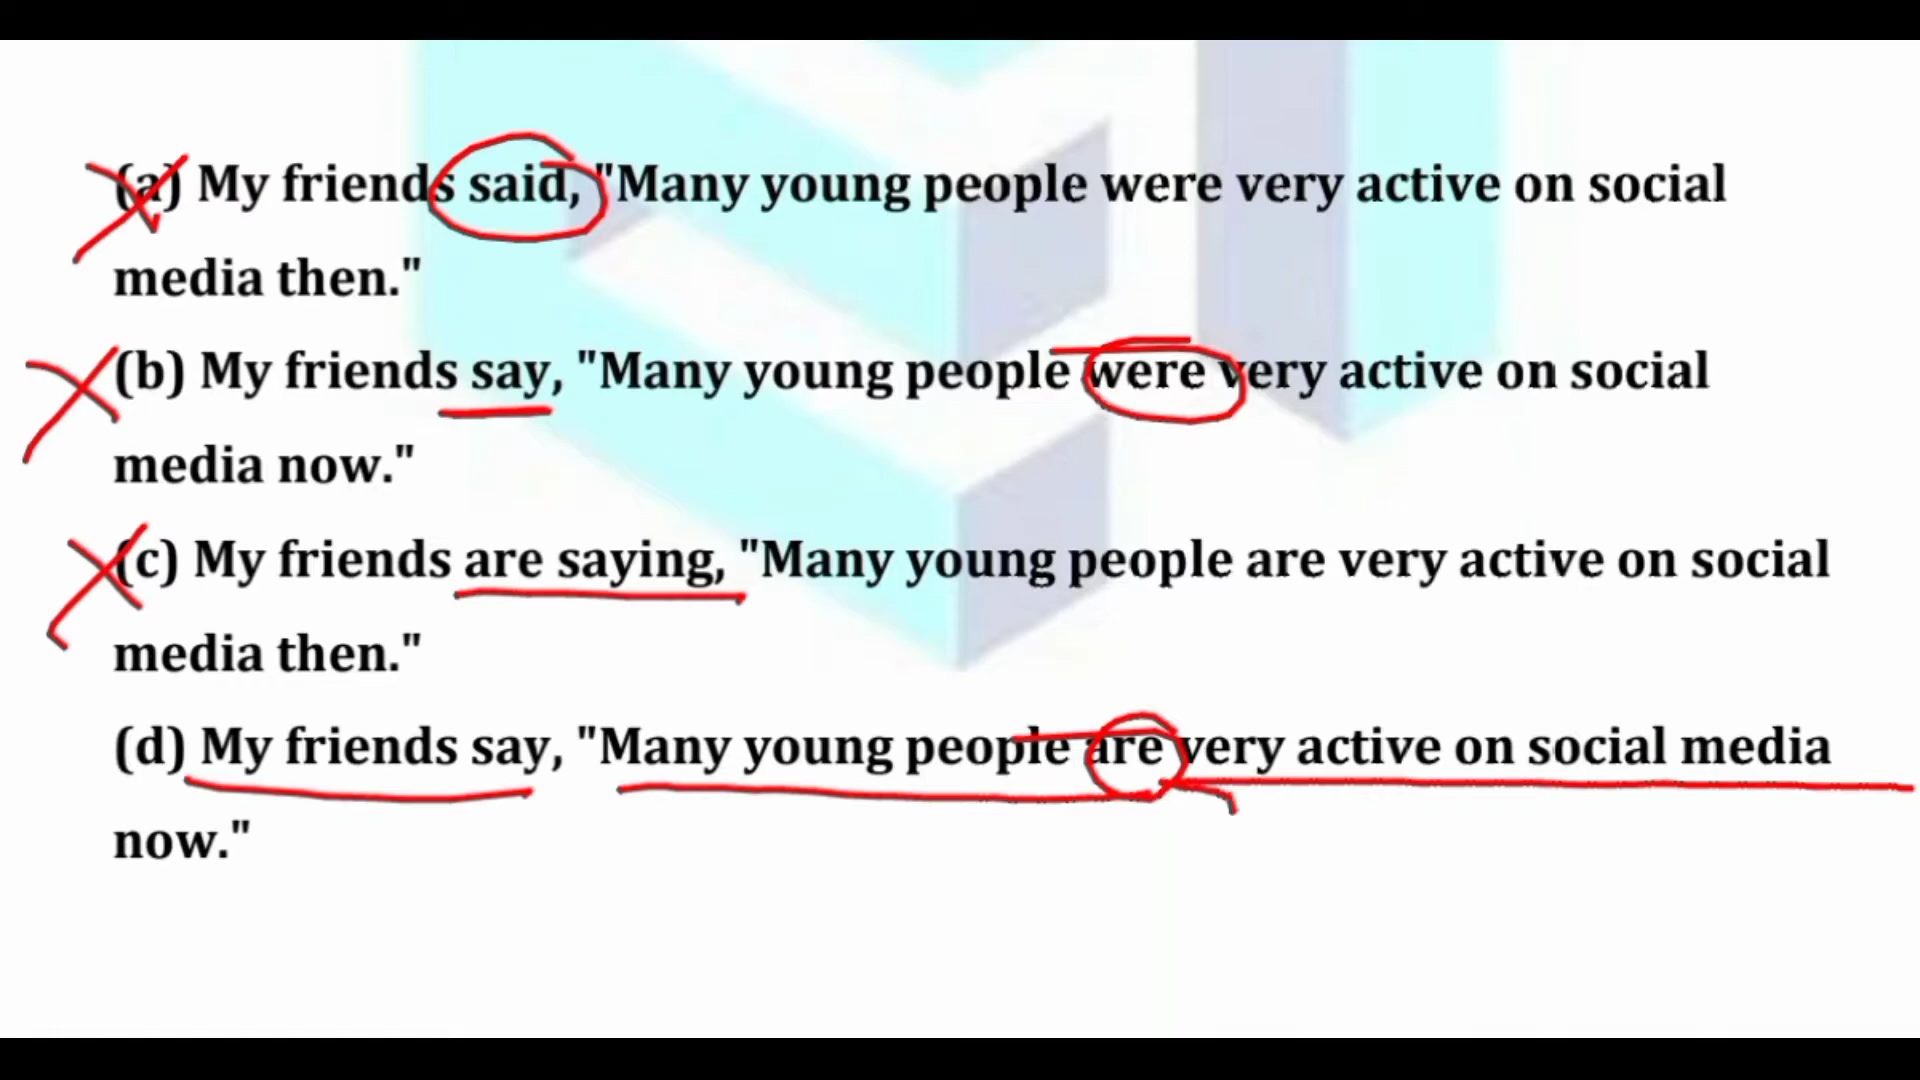 (a) My friends said, "Many young people were very active on social
media then."
(b) My friends say, "Many young people were very active on social
media now."
(c) My friends are saying, "Many young people are very active on social
media then."
(d) My friends say, "Many young people are very active on social media
now."